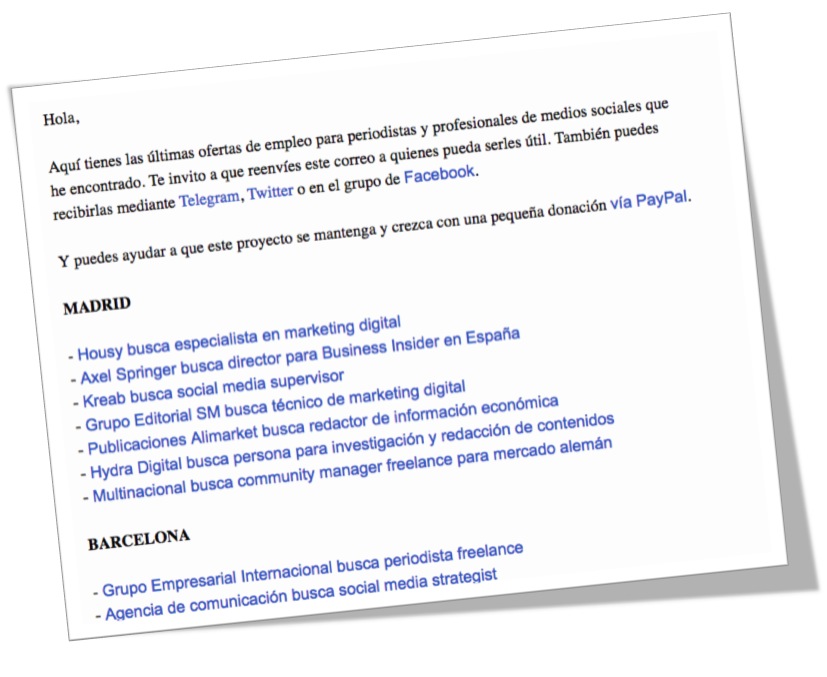 Hola,
Aquí tienes las últimas ofertas de empleo para periodistas y profesionales de medios sociales que
he encontrado. Te invito a que reenvíes este correo a quienes pueda serles útil. También puedes
recibirlas mediante Telegram, Twitter o en el grupo de Facebook.
Y puedes ayudar a que este proyecto se mantenga y crezca con una pequeña donación vía PayPal.
MADRID
- Housy busca especialista en marketing digital
- Axel Springer busca director para Business Insider en España
- Kreab busca social media supervisor
- Grupo Editorial SM busca técnico de marketing digital
- Publicaciones Alimarket busca redactor de información económica
- Hydra Digital busca persona para investigación y redacción de contenidos
- Multinacional busca community manager freelance para mercado alemán
BARCELONA
- Grupo Empresarial Internacional busca periodista freelance
- Agencia de comunicación busca social media strategist